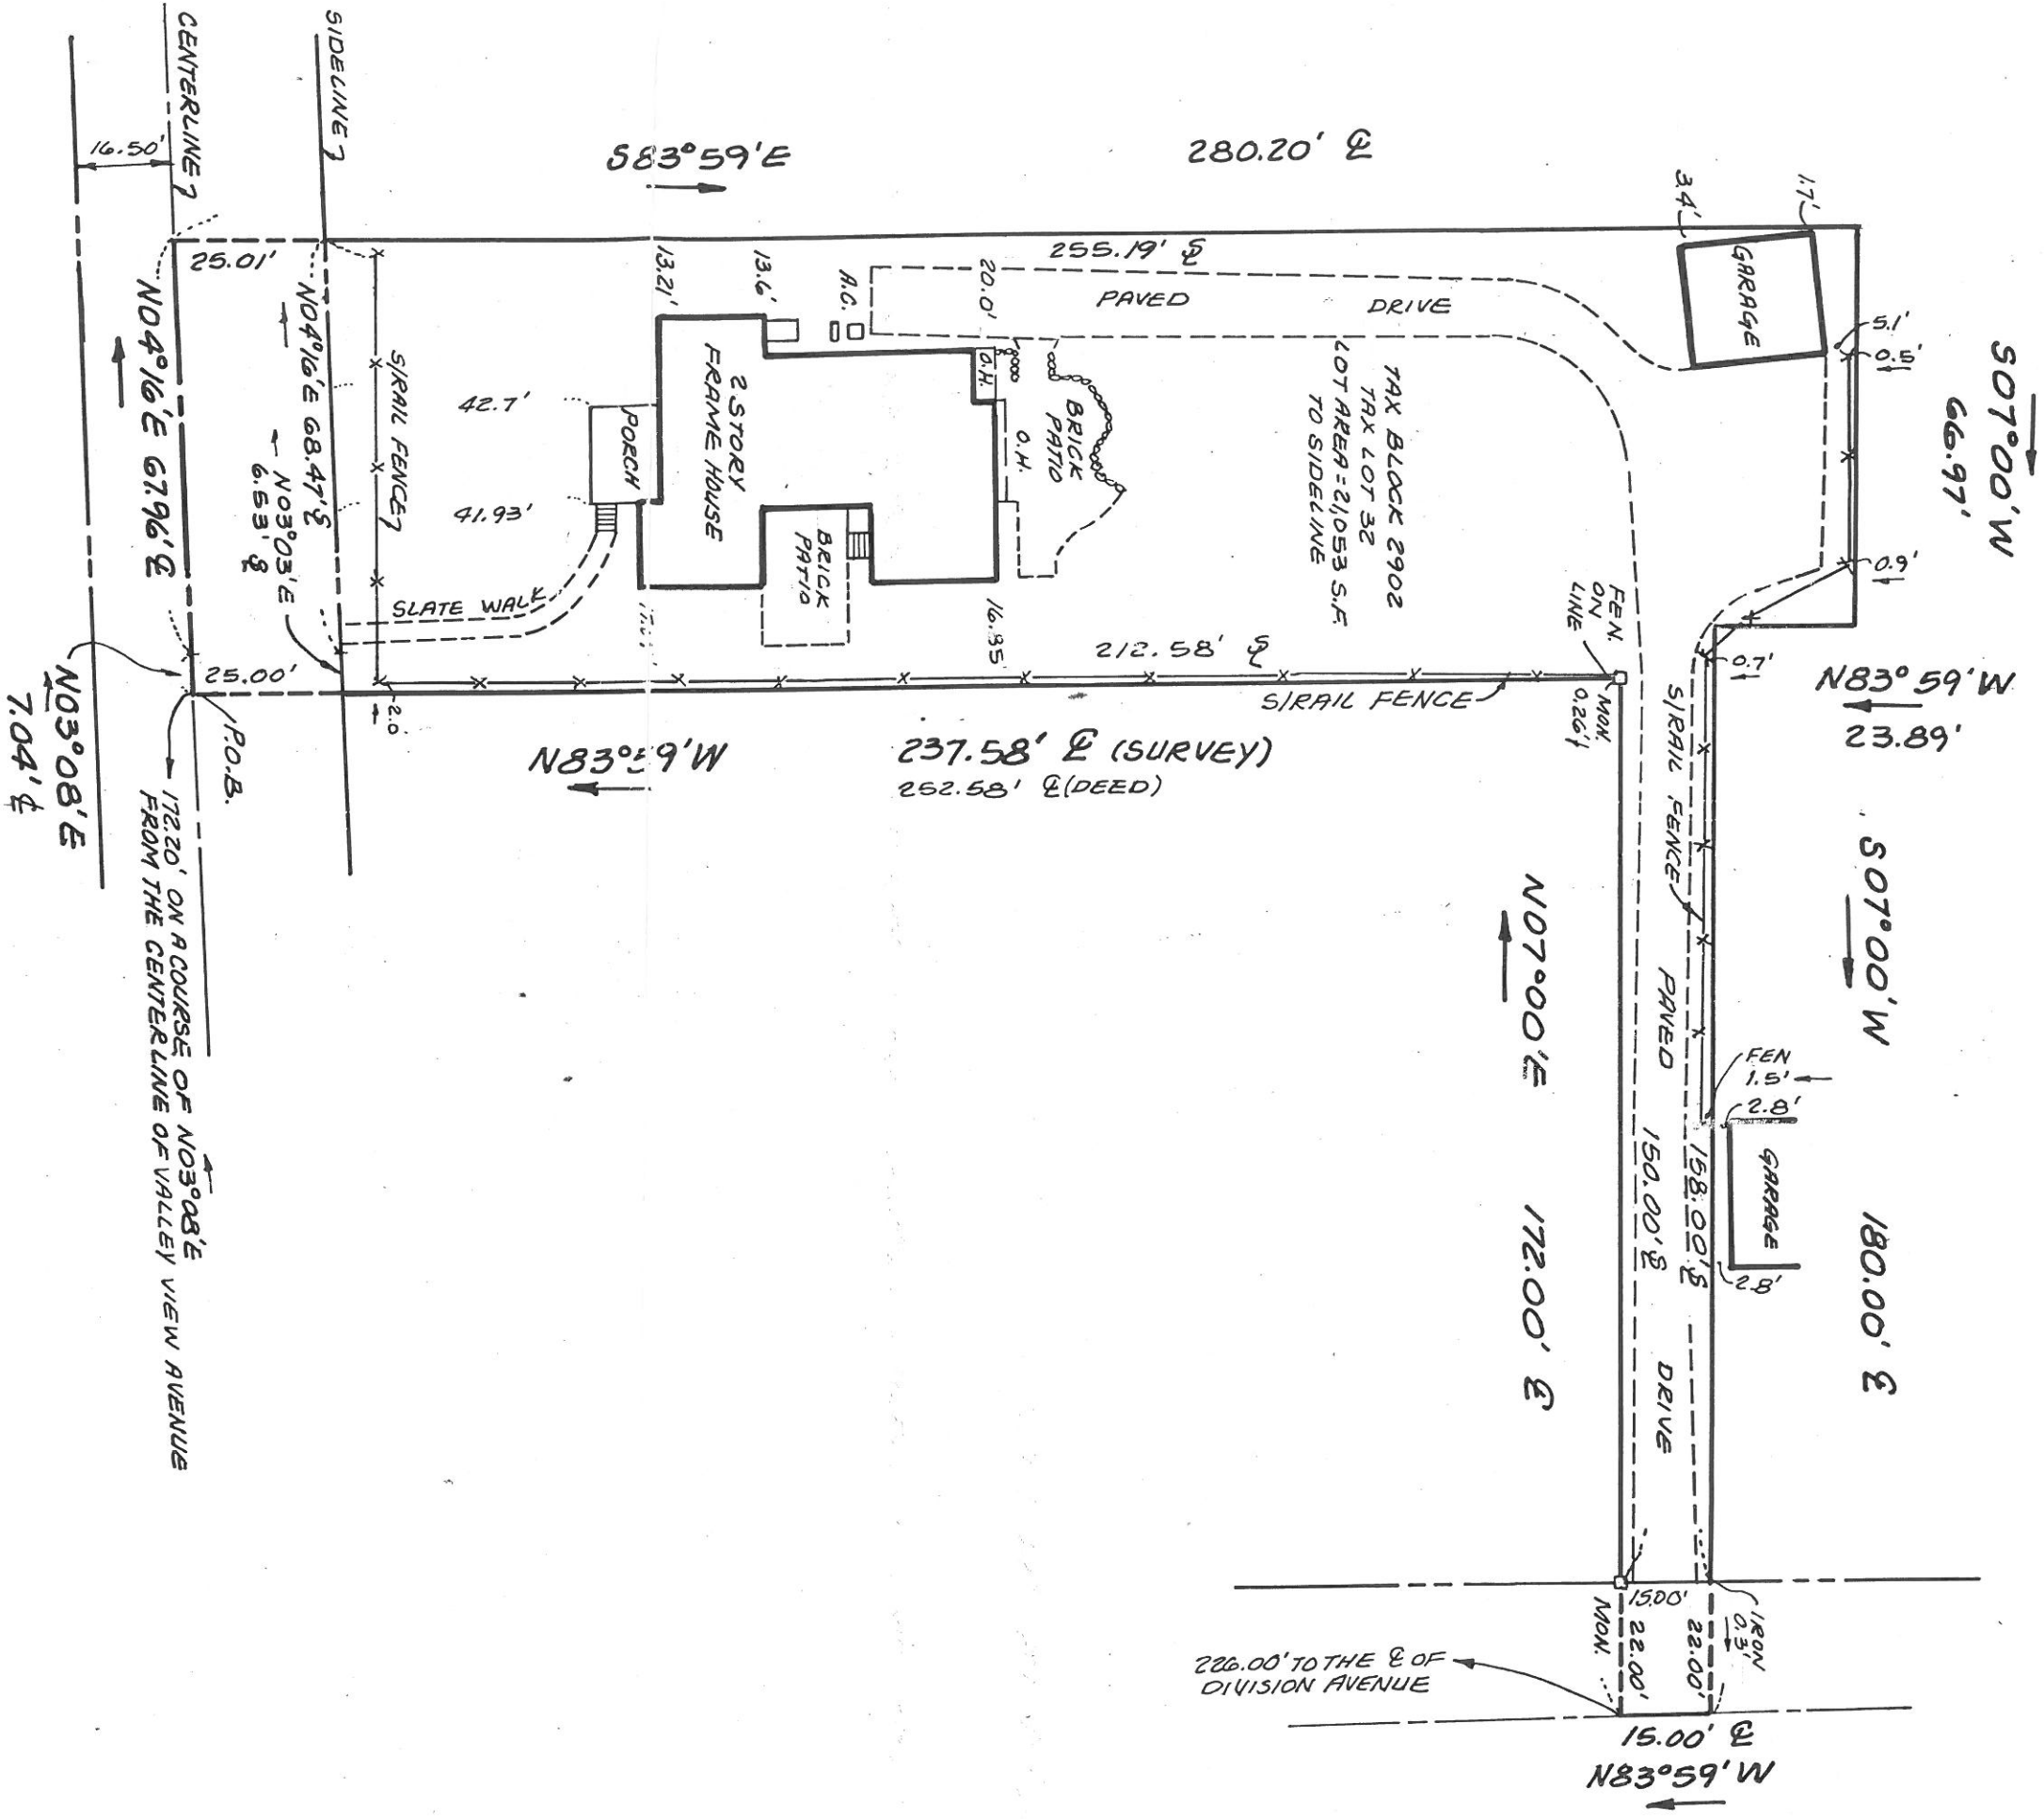 CENTERLINE
SIDELINE
16.50'
S83°59'E
280.20' ℄
25.01'
255.19' S͟L
3.4'
1.7'
GARAGE
5.1'
0.5'
S07°00'W
66.97'
0.9'
13.21'
13.6'
A.C.
20.0'
PAVED DRIVE
N04°16'E 67.96' ℄
N04°16'E 68.47' S͟L
N03°03'E
6.53' S͟L
S/RAIL FENCE
42.7'
41.93'
PORCH
2 STORY
FRAME HOUSE
O.H.
O.H.
BRICK
PATIO
BRICK
PATIO
TAX BLOCK 2902
TAX LOT 32
LOT AREA = 21,053 S.F.
TO SIDELINE
FEN.
ON
LINE
SLATE WALK
16.35'
212.58' S͟L
0.7'
N83°59'W
23.89'
25.00'
2.0
S/RAIL FENCE
MON.
0.26'
S/RAIL FENCE
N03°08'E
7.04' ℄
P.O.B.
172.20' ON A COURSE OF N03°08'E
FROM THE CENTERLINE OF VALLEY VIEW AVENUE
N83°59'W
237.58' ℄ (SURVEY)
252.58' ℄ (DEED)
N07°00'E
172.00' ℄
PAVED
DRIVE
150.00' S͟L
158.00' S͟L
S07°00'W
180.00' ℄
FEN
1.5'
2.8'
GARAGE
2.8'
15.00'
MON.
22.00'
22.00'
IRON
0.3'
226.00' TO THE ℄ OF
DIVISION AVENUE
15.00' ℄
N83°59'W